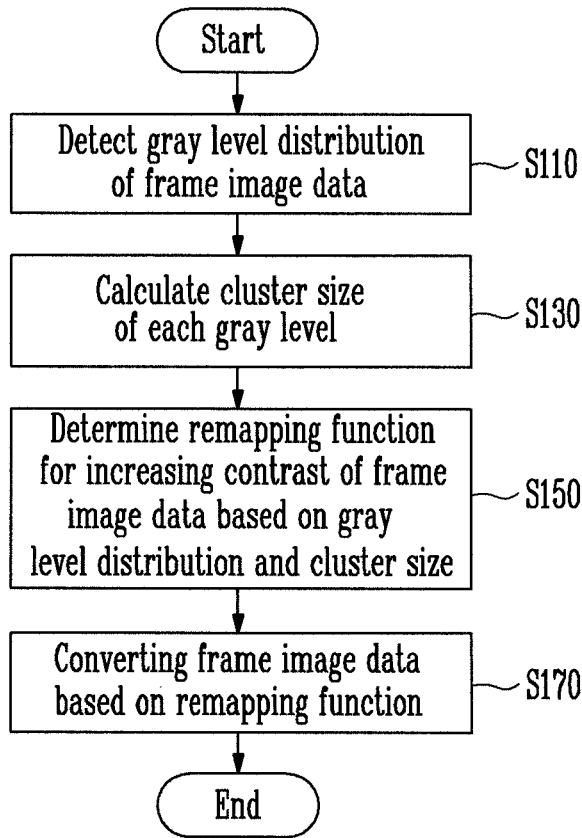 Start
Detect gray level distribution
of frame image data
S110
Calculate cluster size
of each gray level
S130
Determine remapping function
for increasing contrast of frame
image data based on gray
level distribution and cluster size
S150
Converting frame image data
based on remapping function
S170
End